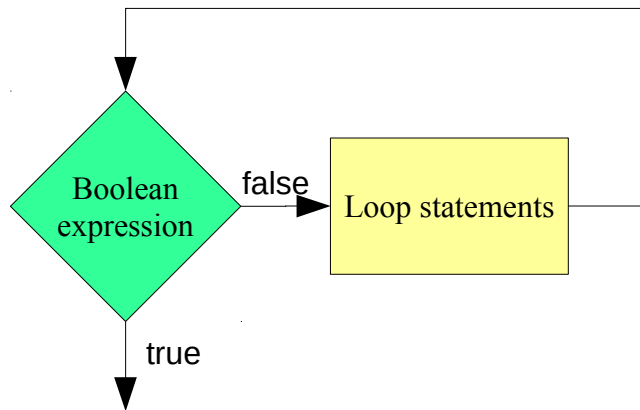 Boolean
expression
false
Loop statements
true